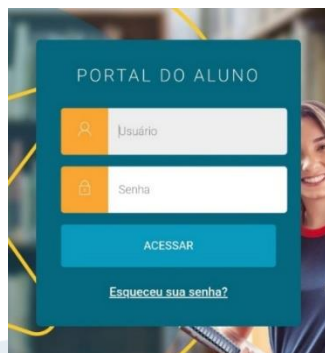 PORTAL DO ALUNO
Usuário
Senha
ACESSAR
Esqueceu sua senha?